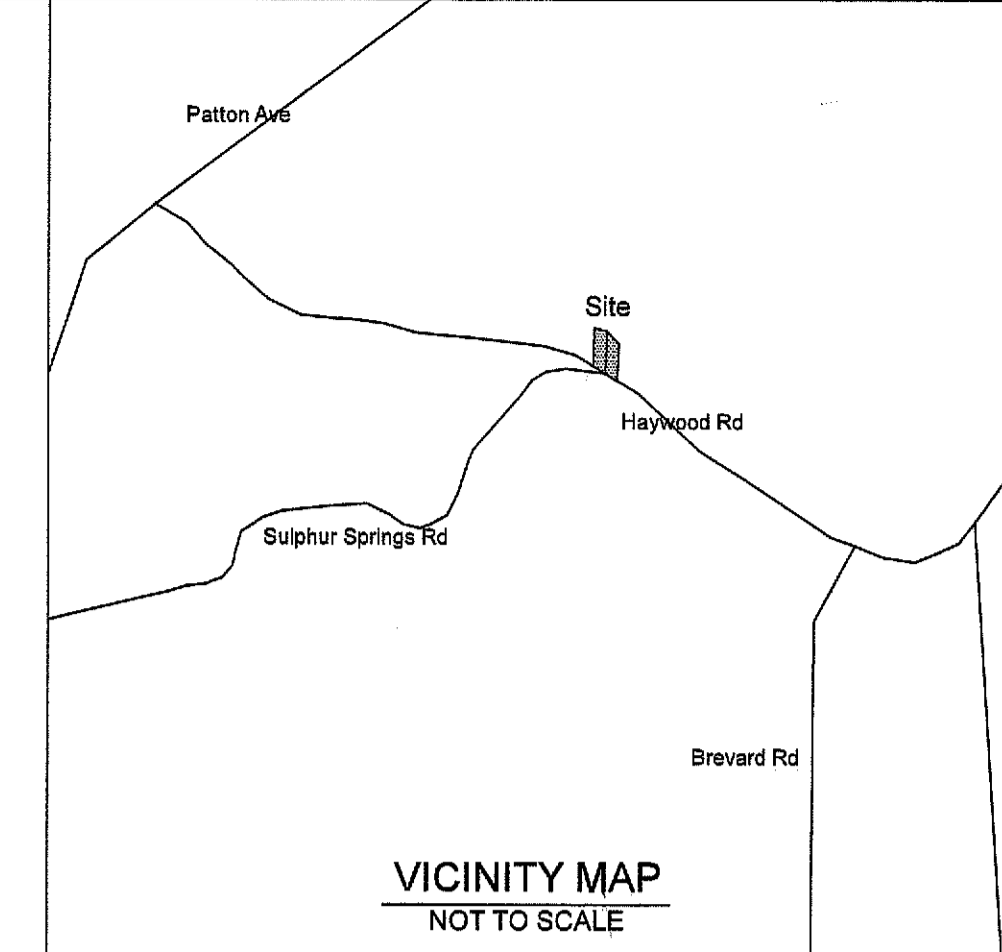 Patton Ave
Site
Haywood Rd
Sulphur Springs Rd
Brevard Rd
VICINITY MAP
NOT TO SCALE